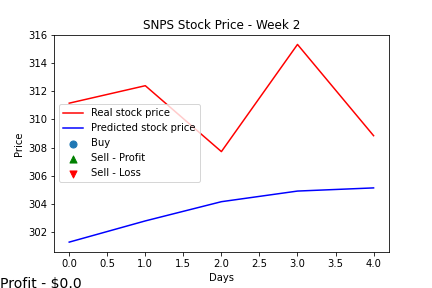 SNPS Stock Price - Week 2
316
314
312
310
308
306
304
302
Price
Real stock price
Predicted stock price
Buy
Sell - Profit
Sell - Loss
0.0 0.5 1.0 1.5 2.0 2.5 3.0 3.5 4.0
Days
Profit - $0.0